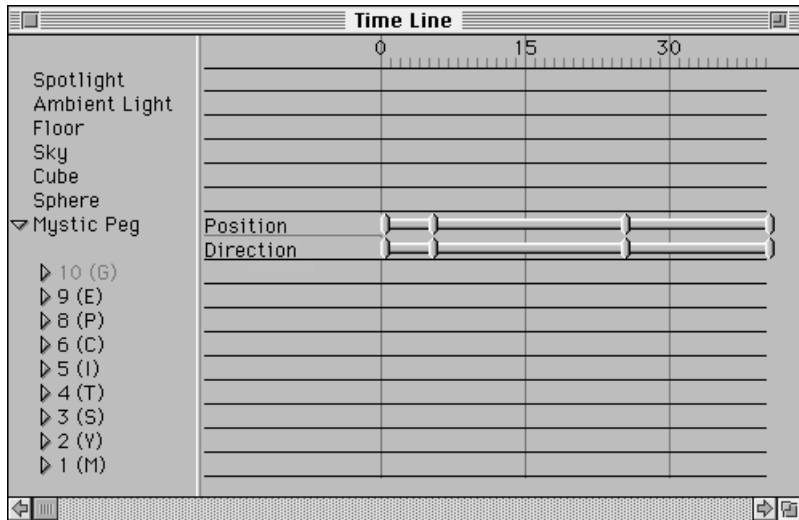 Time Line
0 15 30
Spotlight
Ambient Light
Floor
Sky
Cube
Sphere
Mystic Peg Position
Direction
10 (G)
9 (E)
8 (P)
6 (C)
5 (I)
4 (T)
3 (S)
2 (Y)
1 (M)